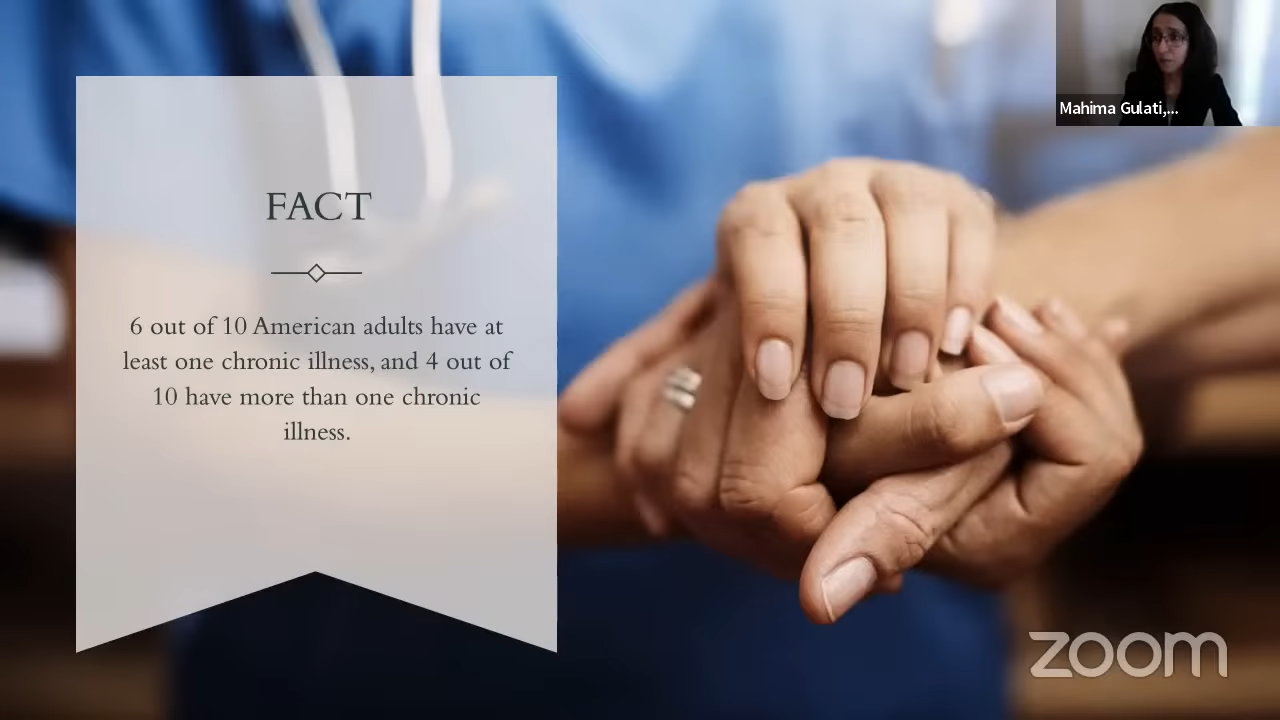 Mahima Gulati,...
FACT
6 out of 10 American adults have at
least one chronic illness, and 4 out of
10 have more than one chronic
illness.
zoom